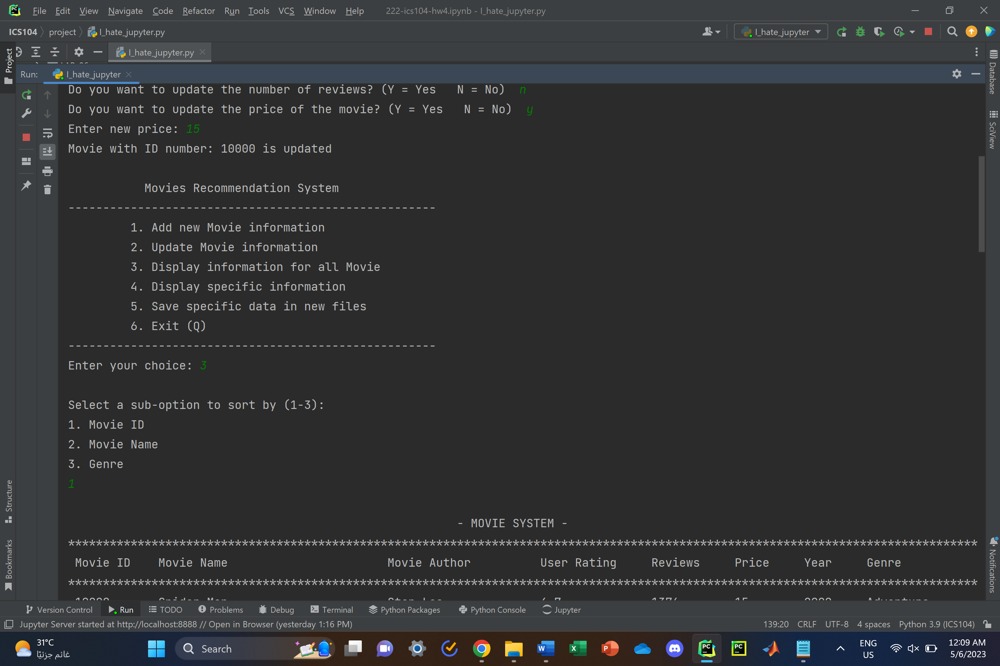 PC File Edit View Navigate Code Refactor Run Tools VCS Window Help 222-ics104-hw4.ipynb - I_hate_jupyter.py
ICS104 project I_hate_jupyter.py I_hate_jupyter
Project I_hate_jupyter.py
Run: I_hate_jupyter
Do you want to update the number of reviews? (Y = Yes   N = No)  n
Do you want to update the price of the movie? (Y = Yes   N = No)  y
Enter new price: 15
Movie with ID number: 10000 is updated
Movies Recommendation System
-----------------------------------------------------
1. Add new Movie information
2. Update Movie information
3. Display information for all Movie
4. Display specific information
5. Save specific data in new files
6. Exit (Q)
-----------------------------------------------------
Enter your choice: 3
Select a sub-option to sort by (1-3):
1. Movie ID
2. Movie Name
3. Genre
1
- MOVIE SYSTEM -
***********************************************************************************************************************************
Movie ID    Movie Name    Movie Author    User Rating    Reviews    Price    Year    Genre
***********************************************************************************************************************************
Database
SciView
Notifications
Structure
Bookmarks
Version Control Run TODO Problems Debug Terminal Python Packages Python Console Jupyter
Jupyter Server started at http://localhost:8888 // Open in Browser (yesterday 1:16 PM) 139:20 CRLF UTF-8 4 spaces Python 3.9 (ICS104)
31°C
غائم جزئيًا
Search
W X P PC PC
ENG
US
12:09 AM
5/6/2023